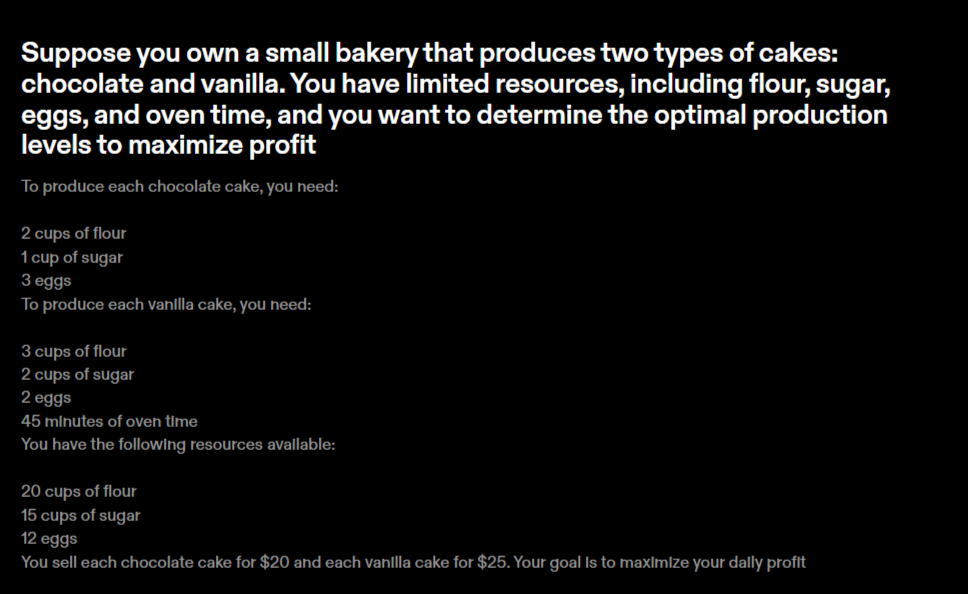 Suppose you own a small bakery that produces two types of cakes:
chocolate and vanilla. You have limited resources, including flour, sugar,
eggs, and oven time, and you want to determine the optimal production
levels to maximize profit
To produce each chocolate cake, you need:
2 cups of flour
1 cup of sugar
3 eggs
To produce each vanilla cake, you need:
3 cups of flour
2 cups of sugar
2 eggs
45 minutes of oven time
You have the following resources available:
20 cups of flour
15 cups of sugar
12 eggs
You sell each chocolate cake for $20 and each vanilla cake for $25. Your goal is to maximize your daily profit